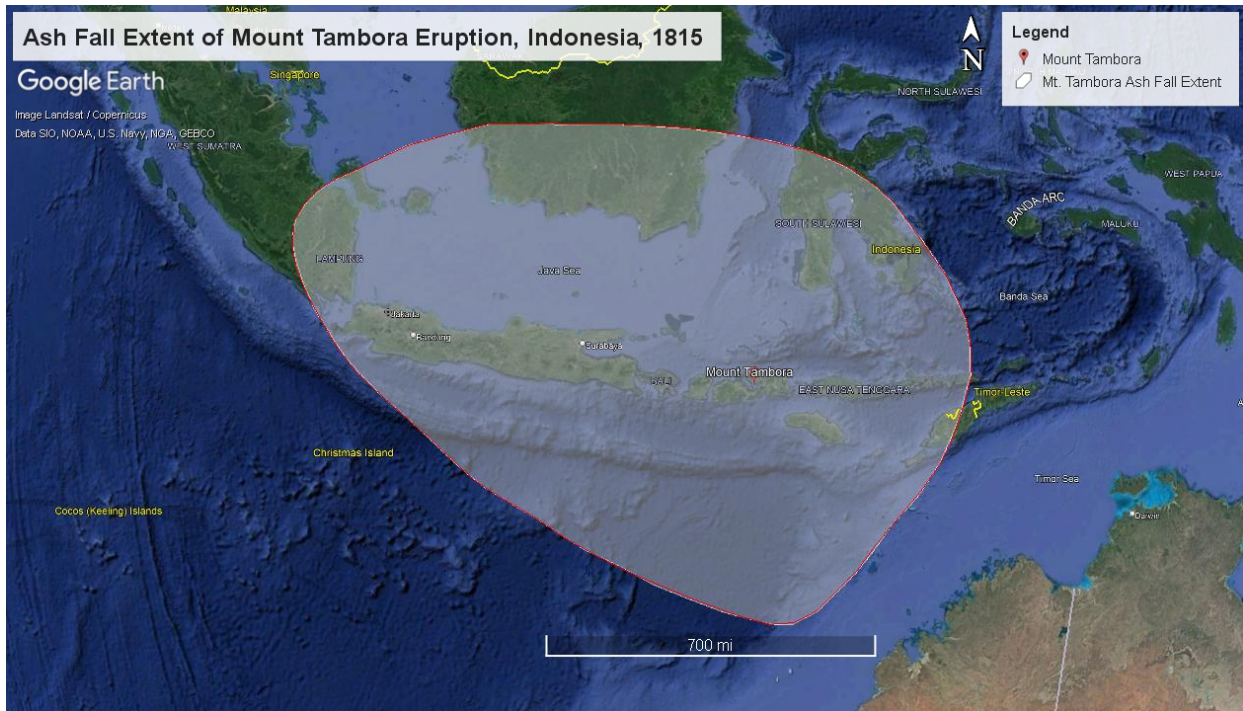 Malaysia
Ash Fall Extent of Mount Tambora Eruption, Indonesia, 1815
Google Earth
Image Landsat / Copernicus
Data SIO, NOAA, U.S. Navy, NGA, GEBCO
Singapore
N
Legend
Mount Tambora
Mt. Tambora Ash Fall Extent
NORTH SULAWESI
WEST SUMATRA
WEST PAPUA
BANDA ARC
MALUKU
SOUTH SULAWESI
Indonesia
LAMPUNG
Java Sea
Banda Sea
Jakarta
Bandung
Surabaya
Mount Tambora
BALI
EAST NUSA TENGGARA
Timor-Leste
Christmas Island
Timor Sea
Cocos (Keeling) Islands
Darwin
700 mi